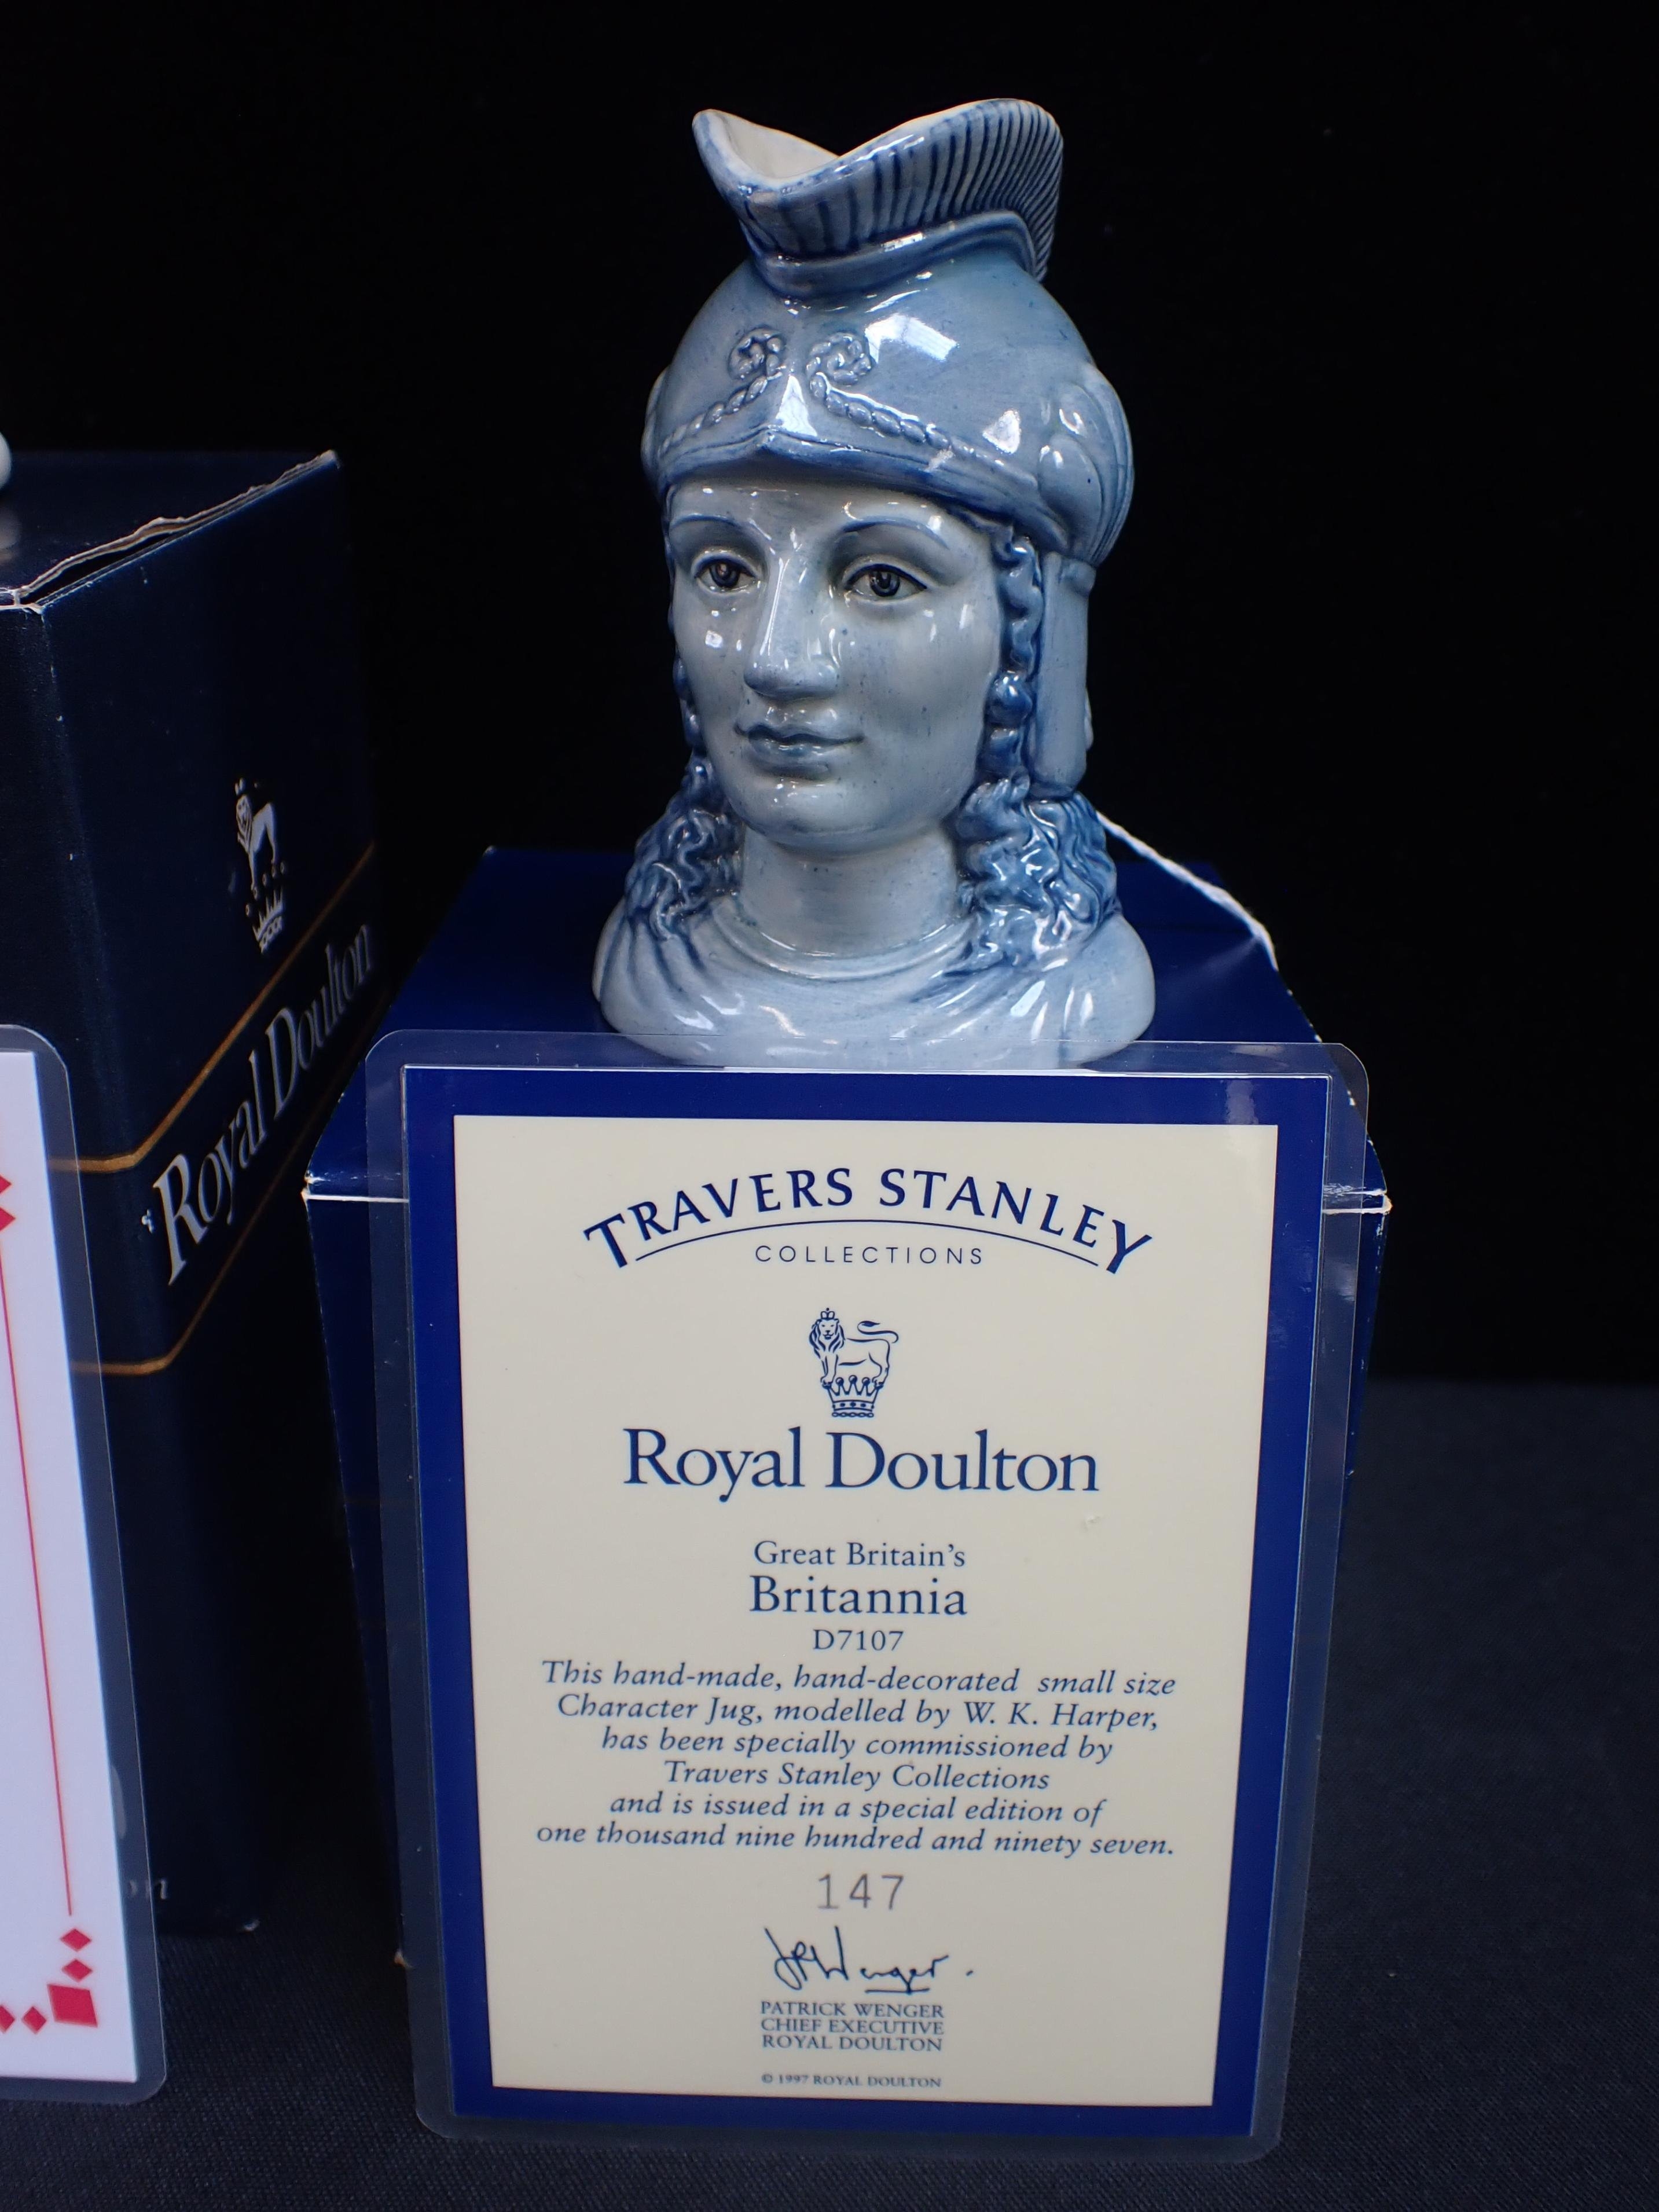 Royal Doulton
TRAVERS STANLEY
COLLECTIONS
Royal Doulton
Great Britain's
Britannia
D7107
This hand-made, hand-decorated small size
Character Jug, modelled by W. K. Harper,
has been specially commissioned by
Travers Stanley Collections
and is issued in a special edition of
one thousand nine hundred and ninety seven.
147
PATRICK WENGER
CHIEF EXECUTIVE
ROYAL DOULTON
© 1997 ROYAL DOULTON